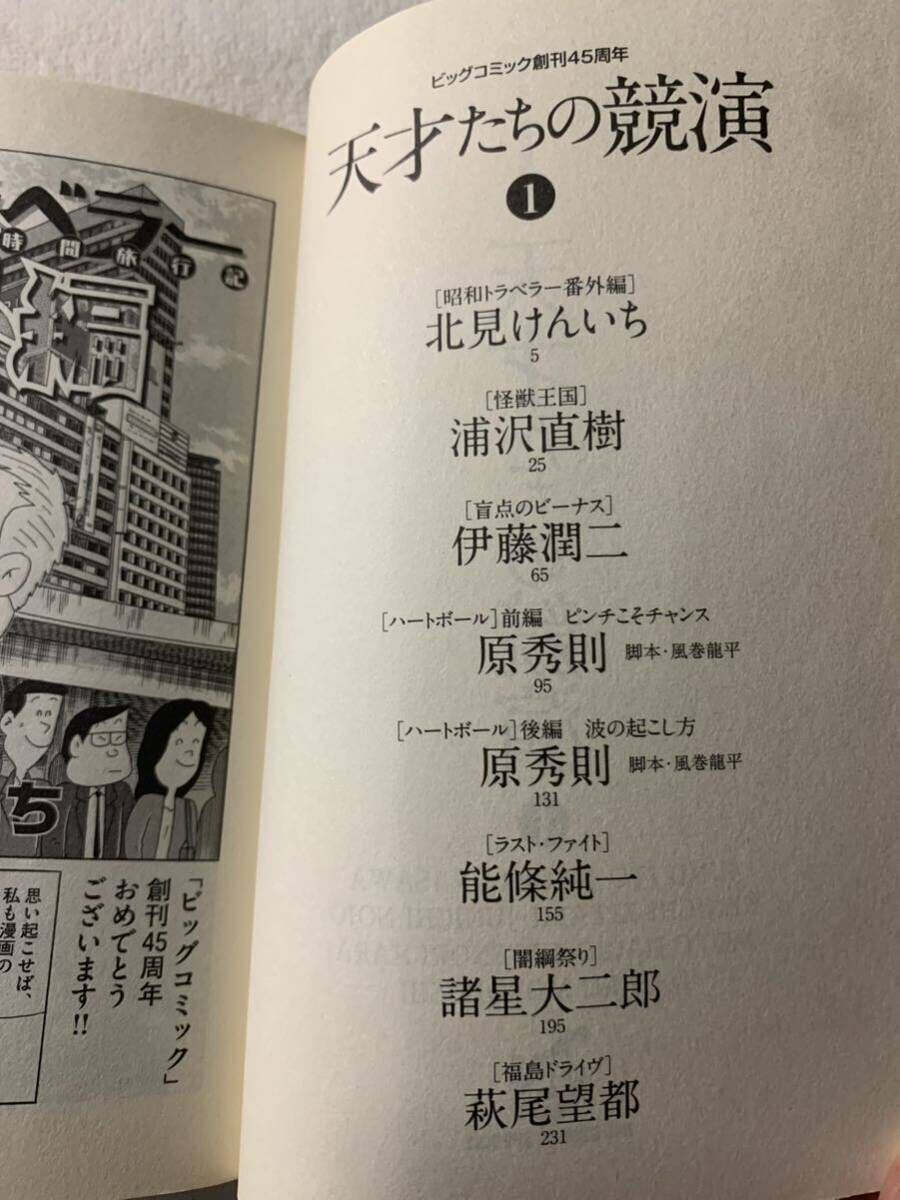 ビッグコミック創刊45周年
天才たちの競演
1
[昭和トラベラー番外編]
北見けんいち
5
[怪獣王国]
浦沢直樹
25
[盲点のビーナス]
伊藤潤二
65
[ハートボール]前編 ピンチこそチャンス
原秀則 脚本・風巻龍平
95
[ハートボール]後編 波の起こし方
原秀則 脚本・風巻龍平
131
[ラスト・ファイト]
能條純一
155
[闇綱祭り]
諸星大二郎
195
[福島ドライヴ]
萩尾望都
231
ベラー
時間旅行記
編
ち
「ビッグコミック」
創刊45周年
おめでとう
ございます!!
思い起こせば、
私も漫画の